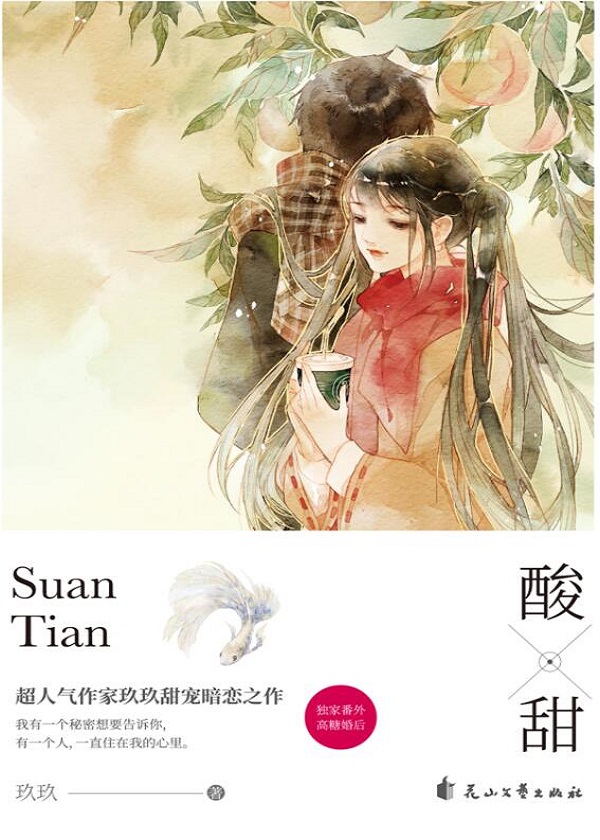 Suan
Tian
酸
甜
超人气作家玖玖甜宠暗恋之作
我有一个秘密想要告诉你,
有一个人,一直住在我的心里。
独家番外
高糖婚后
玖玖 著
花山文艺出版社